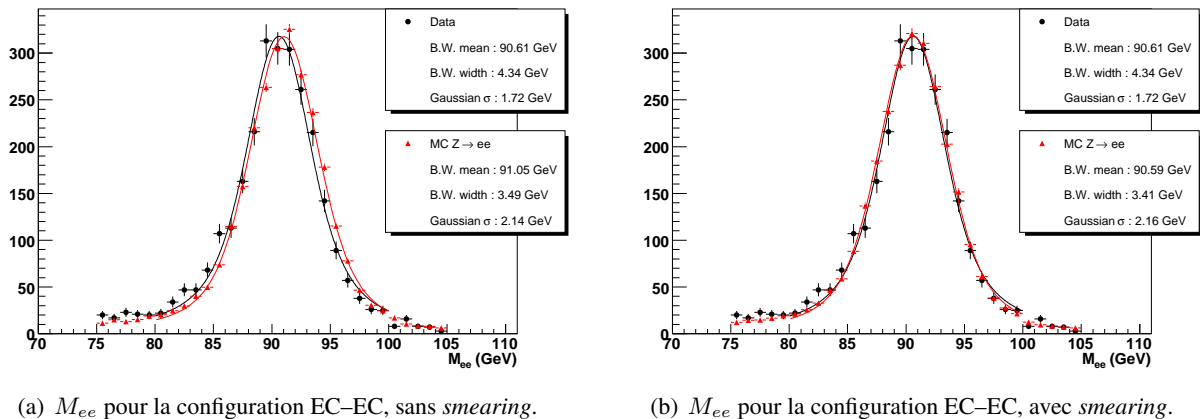 300
250
200
150
100
50
0
70 75 80 85 90 95 100 105 110
M_ee (GeV)
Data
B.W. mean : 90.61 GeV
B.W. width : 4.34 GeV
Gaussian σ : 1.72 GeV
MC Z→ ee
B.W. mean : 91.05 GeV
B.W. width : 3.49 GeV
Gaussian σ : 2.14 GeV
(a) M_ee pour la configuration EC–EC, sans smearing.
300
250
200
150
100
50
0
70 75 80 85 90 95 100 105 110
M_ee (GeV)
Data
B.W. mean : 90.61 GeV
B.W. width : 4.34 GeV
Gaussian σ : 1.72 GeV
MC Z→ ee
B.W. mean : 90.59 GeV
B.W. width : 3.41 GeV
Gaussian σ : 2.16 GeV
(b) M_ee pour la configuration EC–EC, avec smearing.